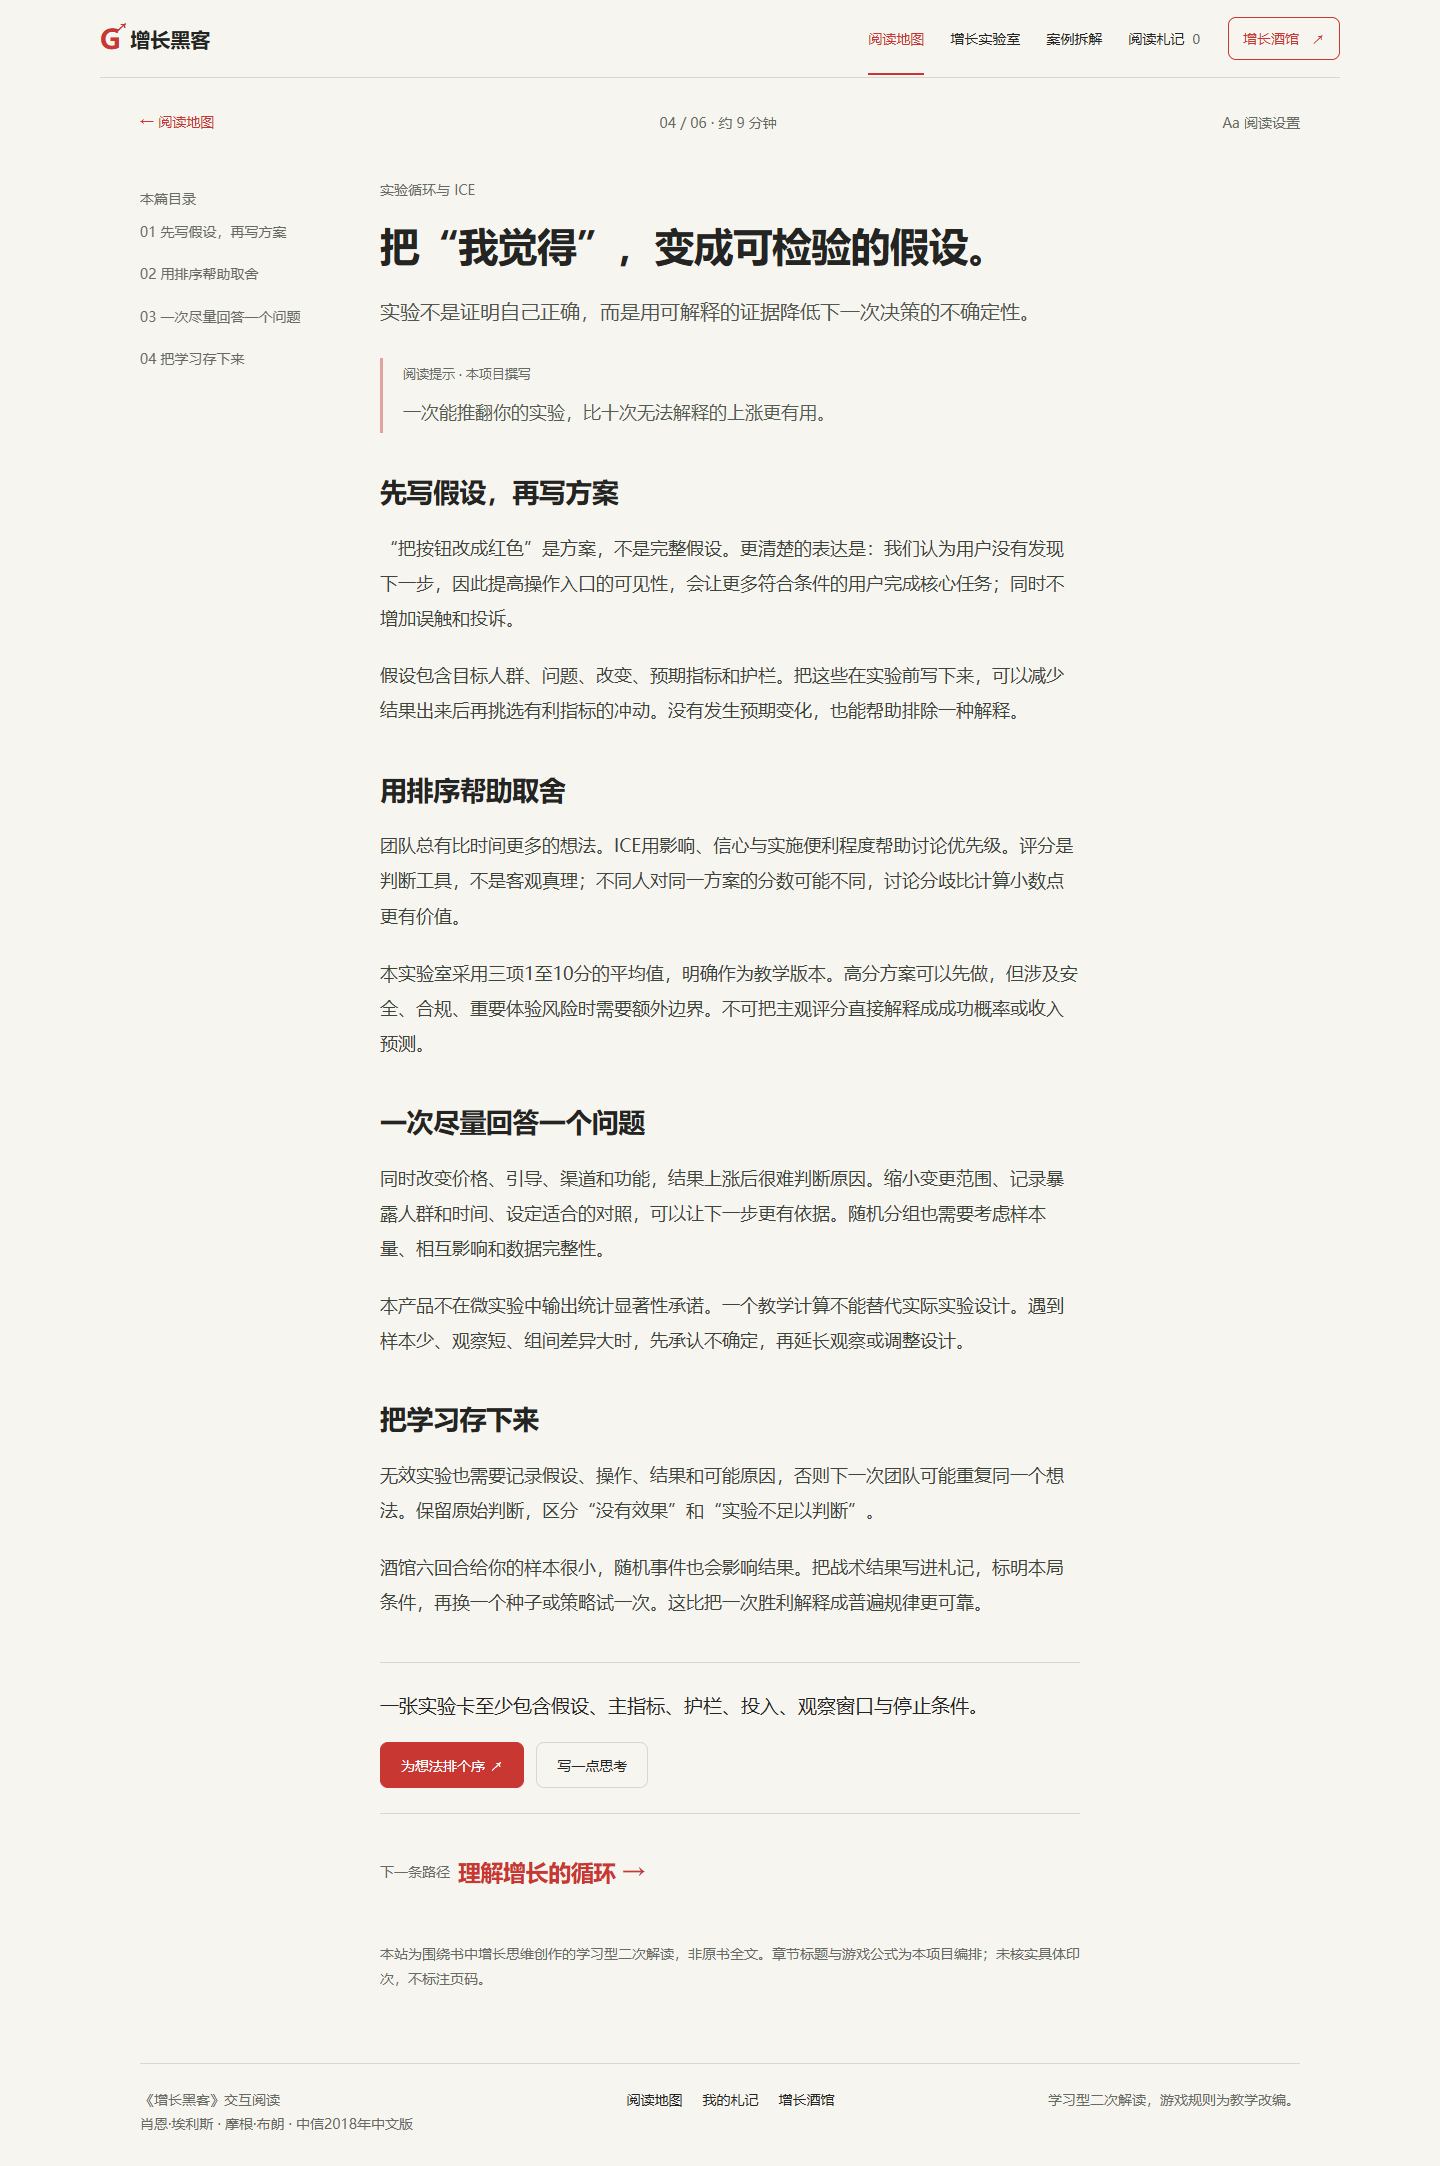 G↗ 增长黑客
阅读地图 增长实验室 案例拆解 阅读札记 0 增长酒馆 ↗
← 阅读地图
04 / 06 · 约 9 分钟
Aa 阅读设置
本篇目录
01 先写假设，再写方案
02 用排序帮助取舍
03 一次尽量回答一个问题
04 把学习存下来
实验循环与 ICE
把“我觉得”，变成可检验的假设。
实验不是证明自己正确，而是用可解释的证据降低下一次决策的不确定性。
阅读提示 · 本项目撰写
一次能推翻你的实验，比十次无法解释的上涨更有用。
先写假设，再写方案
“把按钮改成红色”是方案，不是完整假设。更清楚的表达是：我们认为用户没有发现
下一步，因此提高操作入口的可见性，会让更多符合条件的用户完成核心任务；同时不
增加误触和投诉。
假设包含目标人群、问题、改变、预期指标和护栏。把这些在实验前写下来，可以减少
结果出来后再挑选有利指标的冲动。没有发生预期变化，也能帮助排除一种解释。
用排序帮助取舍
团队总有比时间更多的想法。ICE用影响、信心与实施便利程度帮助讨论优先级。评分是
判断工具，不是客观真理；不同人对同一方案的分数可能不同，讨论分歧比计算小数点
更有价值。
本实验室采用三项1至10分的平均值，明确作为教学版本。高分方案可以先做，但涉及安
全、合规、重要体验风险时需要额外边界。不可把主观评分直接解释成成功概率或收入
预测。
一次尽量回答一个问题
同时改变价格、引导、渠道和功能，结果上涨后很难判断原因。缩小变更范围、记录暴
露人群和时间、设定适合的对照，可以让下一步更有依据。随机分组也需要考虑样本
量、相互影响和数据完整性。
本产品不在微实验中输出统计显著性承诺。一个教学计算不能替代实际实验设计。遇到
样本少、观察短、组间差异大时，先承认不确定，再延长观察或调整设计。
把学习存下来
无效实验也需要记录假设、操作、结果和可能原因，否则下一次团队可能重复同一个想
法。保留原始判断，区分“没有效果”和“实验不足以判断”。
酒馆六回合给你的样本很小，随机事件也会影响结果。把战术结果写进札记，标明本局
条件，再换一个种子或策略试一次。这比把一次胜利解释成普遍规律更可靠。
一张实验卡至少包含假设、主指标、护栏、投入、观察窗口与停止条件。
为想法排个序 ↗ 写一点思考
下一条路径 理解增长的循环 →
本站为围绕书中增长思维创作的学习型二次解读，非原书全文。章节标题与游戏公式为本项目编排；未核实具体印
次，不标注页码。
《增长黑客》交互阅读
肖恩·埃利斯 · 摩根·布朗 · 中信2018年中文版
阅读地图 我的札记 增长酒馆
学习型二次解读，游戏规则为教学改编。